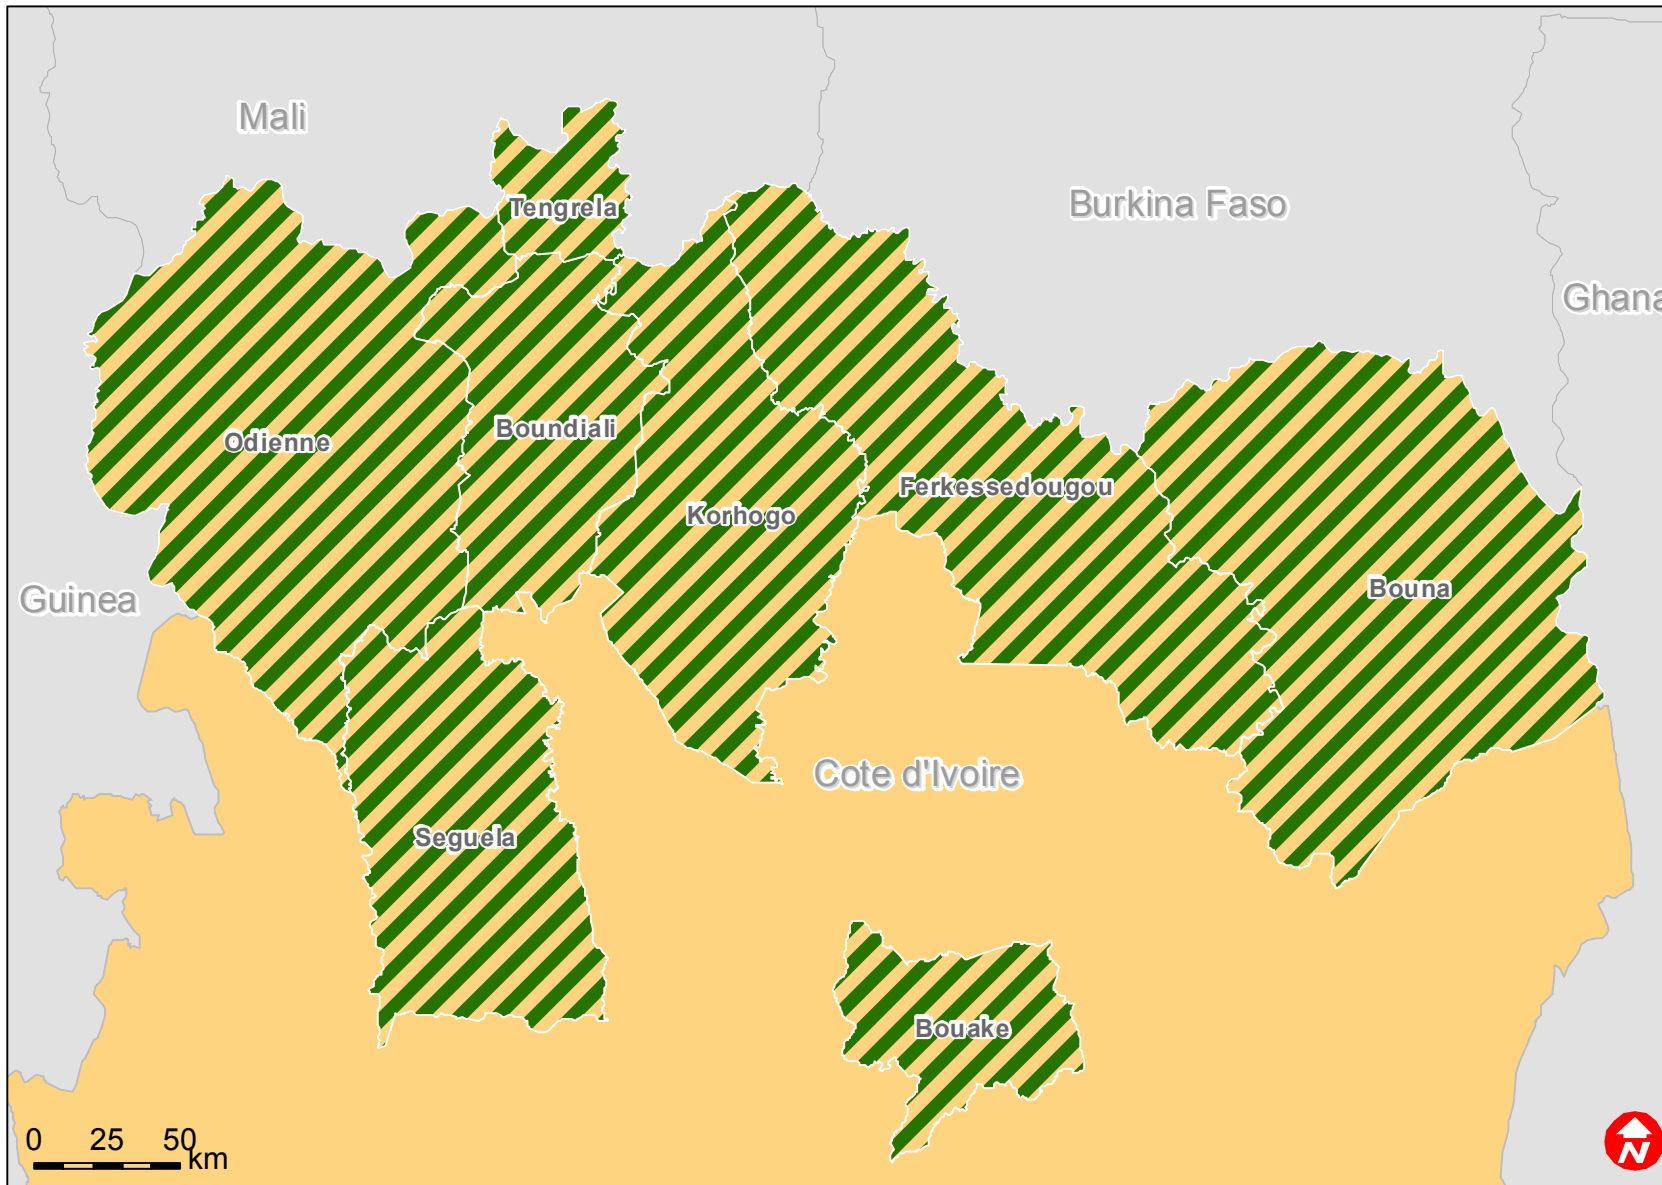 Mali
Tengrela
Burkina Faso
Ghana
Odienne
Boundiali
Ferkessedougou
Korhogo
Guinea
Bouna
Cote d'Ivoire
Seguela
Bouake
0 25 50
km
N